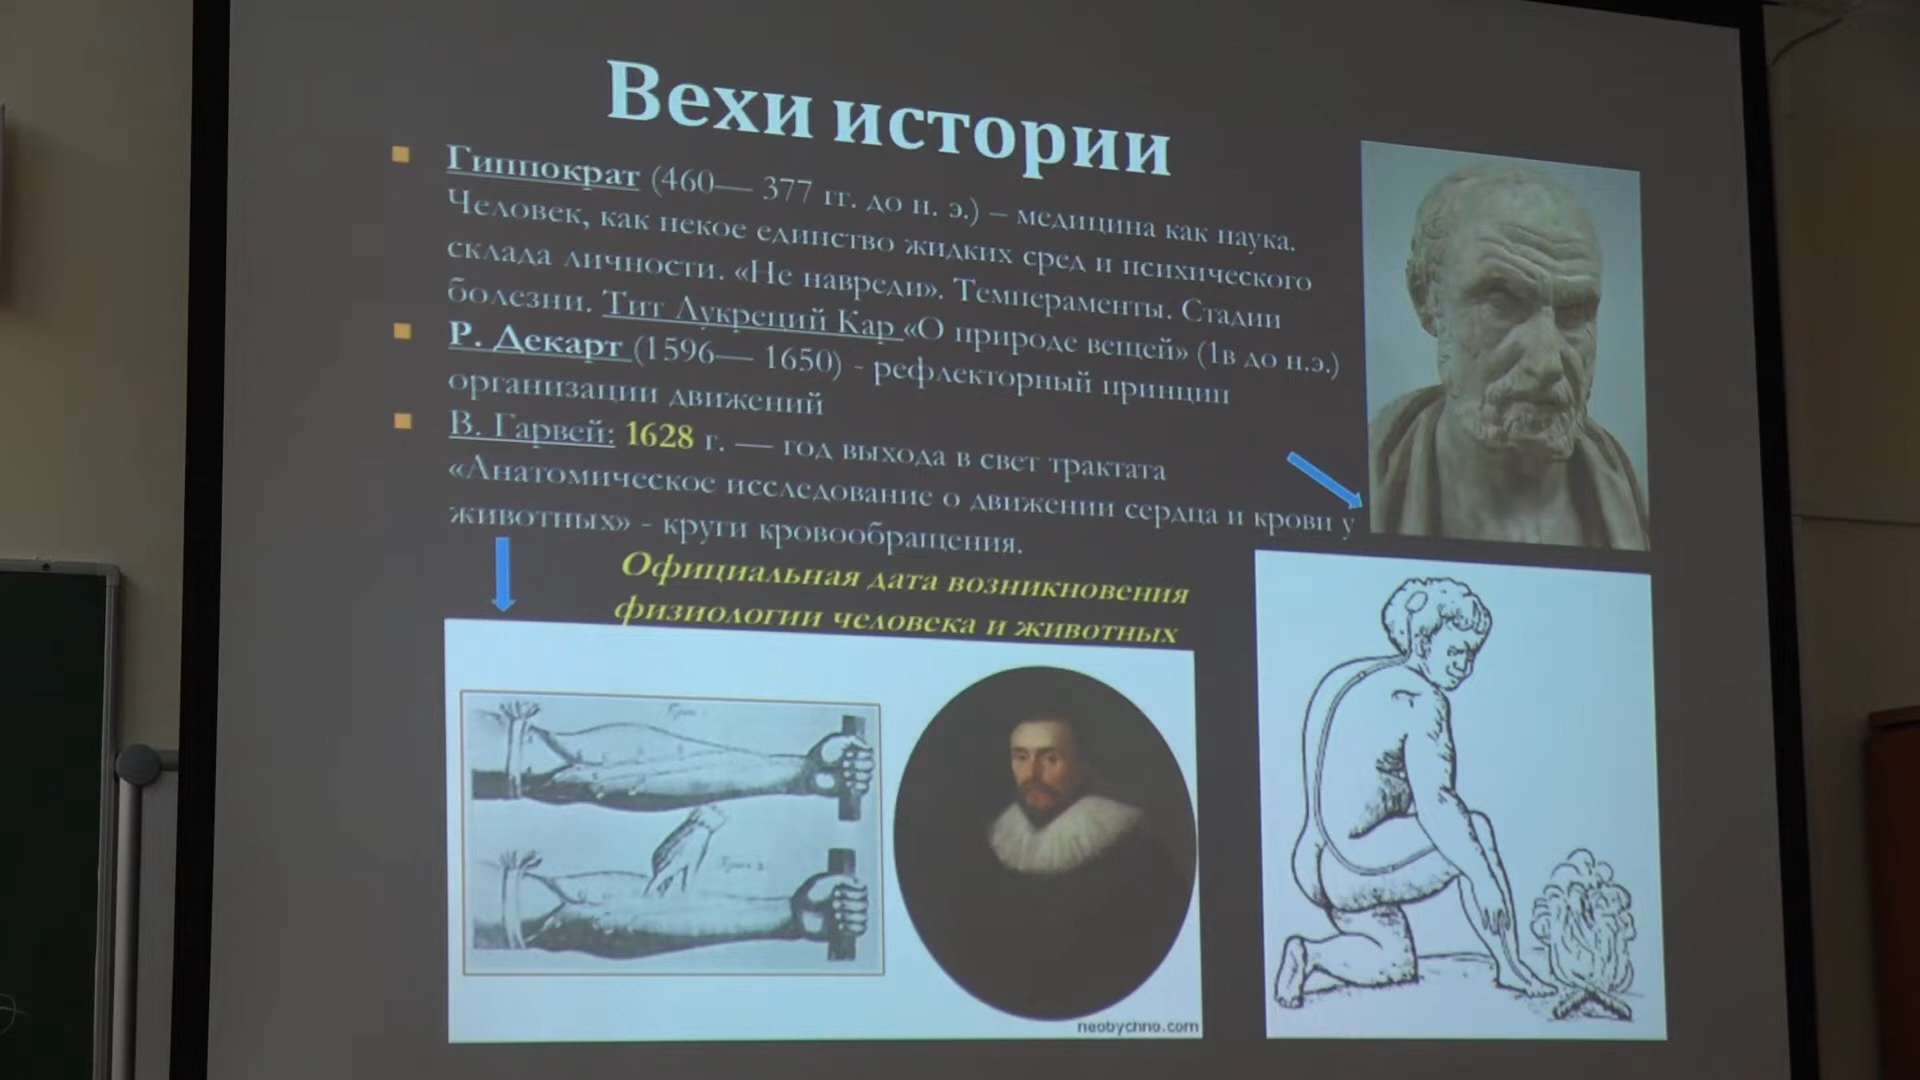 Вехи истории
Гиппократ (460— 377 гг. до н. э.) – медицина как наука.
Человек, как некое единство жидких сред и психического
склада личности. «Не навреди». Темпераменты. Стадии
болезни. Тит Лукреций Кар «О природе вещей» (1в до н.э.)
Р. Декарт (1596— 1650) - рефлекторный принцип
организации движений
В. Гарвей: 1628 г. — год выхода в свет трактата
«Анатомическое исследование о движении сердца и крови у
животных» - круги кровообращения.
Официальная дата возникновения
физиологии человека и животных
neobychno.com